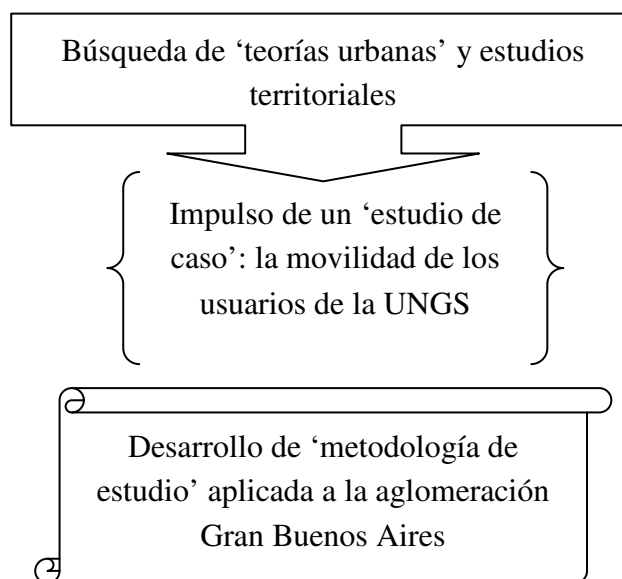 Búsqueda de ‘teorías urbanas’ y estudios
territoriales
Impulso de un ‘estudio de
caso’: la movilidad de los
usuarios de la UNGS
Desarrollo de ‘metodología de
estudio’ aplicada a la aglomeración
Gran Buenos Aires